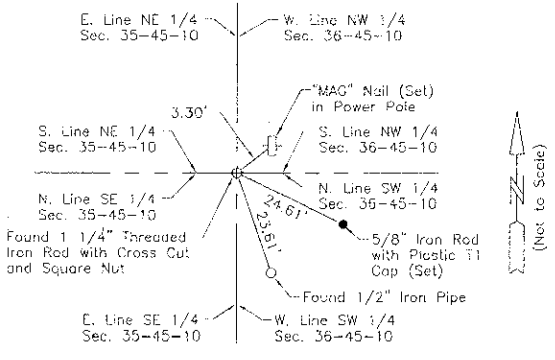 E. Line NE 1/4
Sec. 35-45-10
W. Line NW 1/4
Sec. 36-45-10
"MAG" Nail (Set)
in Power Pole
3.30'
S. Line NE 1/4
Sec. 35-45-10
S. Line NW 1/4
Sec. 36-45-10
N. Line SE 1/4
Sec. 35-45-10
N. Line SW 1/4
Sec. 36-45-10
24.61'
23.61'
Found 1 1/4" Threaded
Iron Rod with Cross Cut
and Square Nut
5/8" Iron Rod
with Plastic
Cap (Set)
Found 1/2" Iron Pipe
E. Line SE 1/4
Sec. 35-45-10
W. Line SW 1/4
Sec. 36-45-10
N
(Not to Scale)